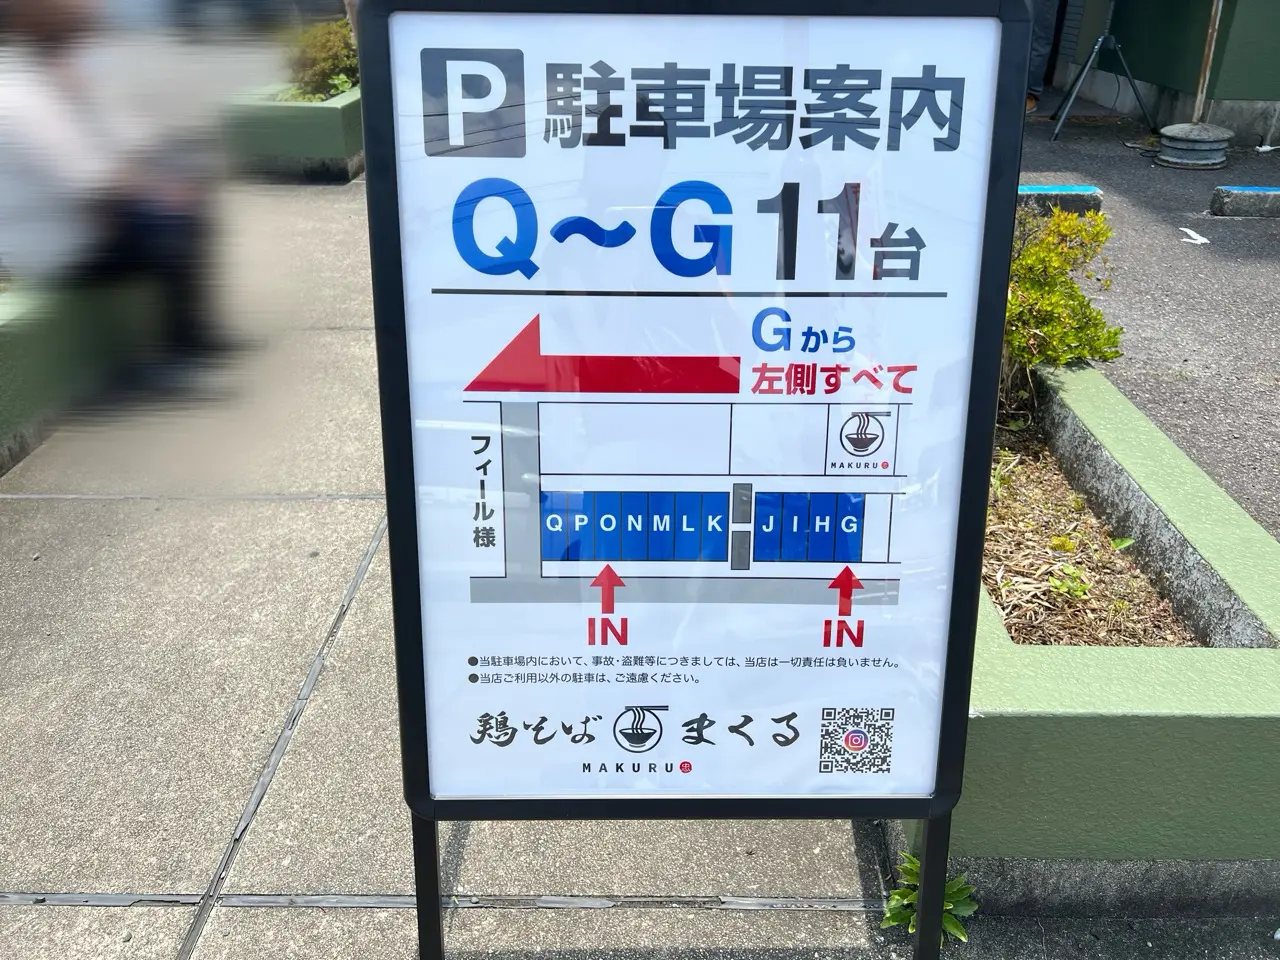 P 駐車場案内
Q～G 11台
Gから
左側すべて
フィール様
MAKURU
Q P O N M L K J I H G
IN IN
●当駐車場内において、事故・盗難等につきましては、当店は一切責任は負いません。
●当店ご利用以外の駐車は、ご遠慮ください。
鶏そば まくる
MAKURU